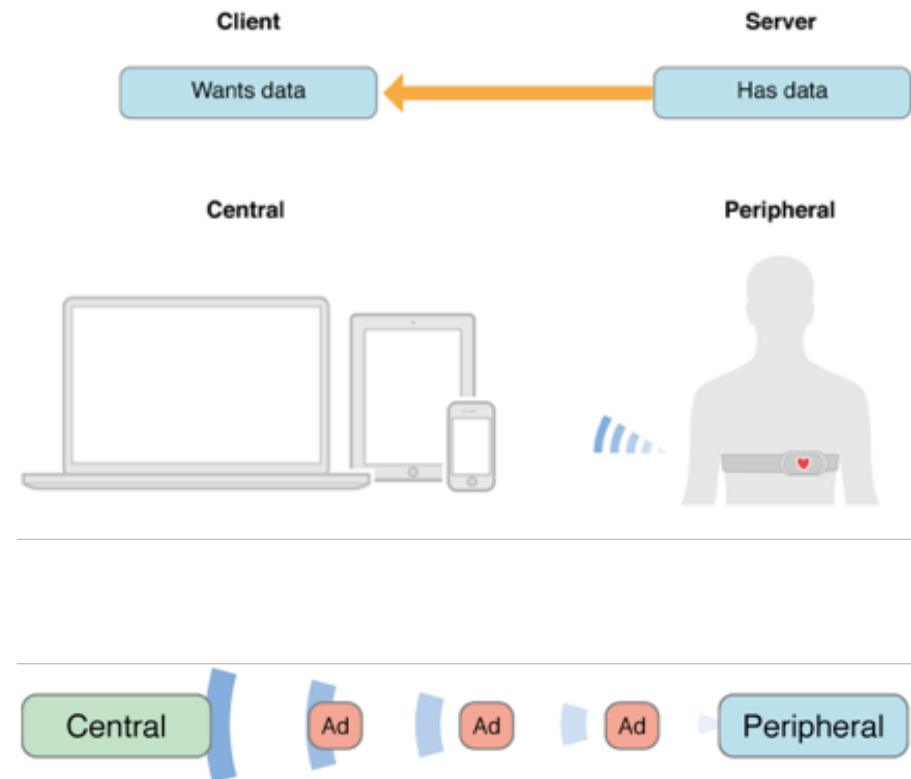 Client
Server
Wants data
Has data
Central
Peripheral
Central
Ad
Ad
Ad
Peripheral